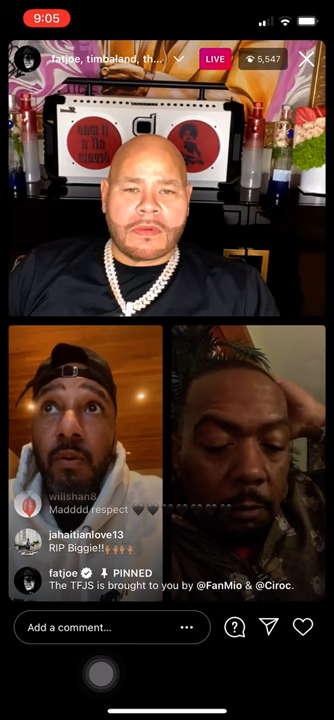 9:05
fatjoe, timbaland, th...
LIVE
5,547
willshan8
Madddd respect 🖤🖤🖤🖤🖤🖤🖤
jahaitianlove13
RIP Biggie!!
fatjoe PINNED
The TFJS is brought to you by @FanMio & @Ciroc.
Add a comment...